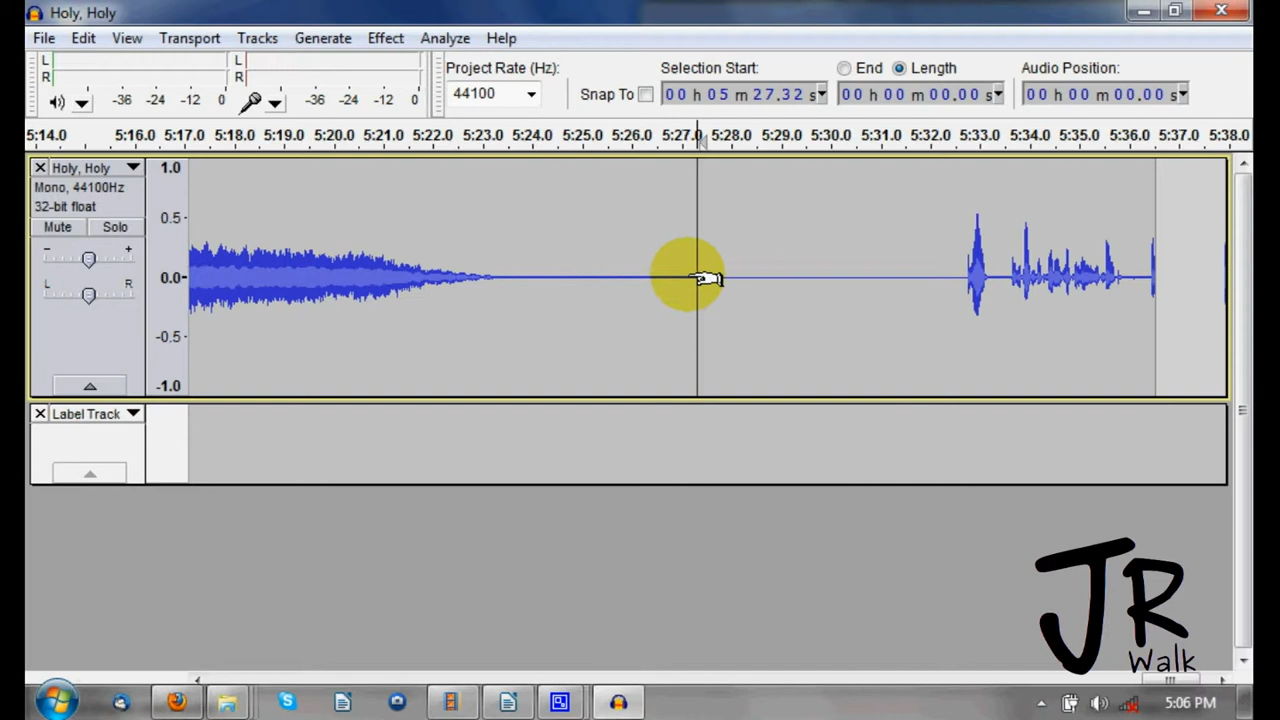 Holy, Holy
File Edit View Transport Tracks Generate Effect Analyze Help
L L Project Rate (Hz): Selection Start: End Length Audio Position:
R R
-36 -24 -12 0 -36 -24 -12 0 44100 Snap To 00 h 05 m 27.32 s 00 h 00 m 00.00 s 00 h 00 m 00.00 s
5:14.0 5:16.0 5:17.0 5:18.0 5:19.0 5:20.0 5:21.0 5:22.0 5:23.0 5:24.0 5:25.0 5:26.0 5:27.0 5:28.0 5:29.0 5:30.0 5:31.0 5:32.0 5:33.0 5:34.0 5:35.0 5:36.0 5:37.0 5:38.0
Holy, Holy 1.0
Mono, 44100Hz
32-bit float
Mute Solo 0.5
- +
L R 0.0
-0.5
-1.0
Label Track
JR
Walk
5:06 PM